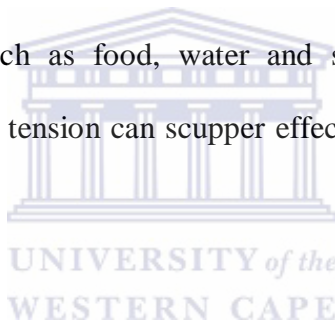 ch as food, water and s
tension can scupper effec
UNIVERSITY of the
WESTERN CAPE